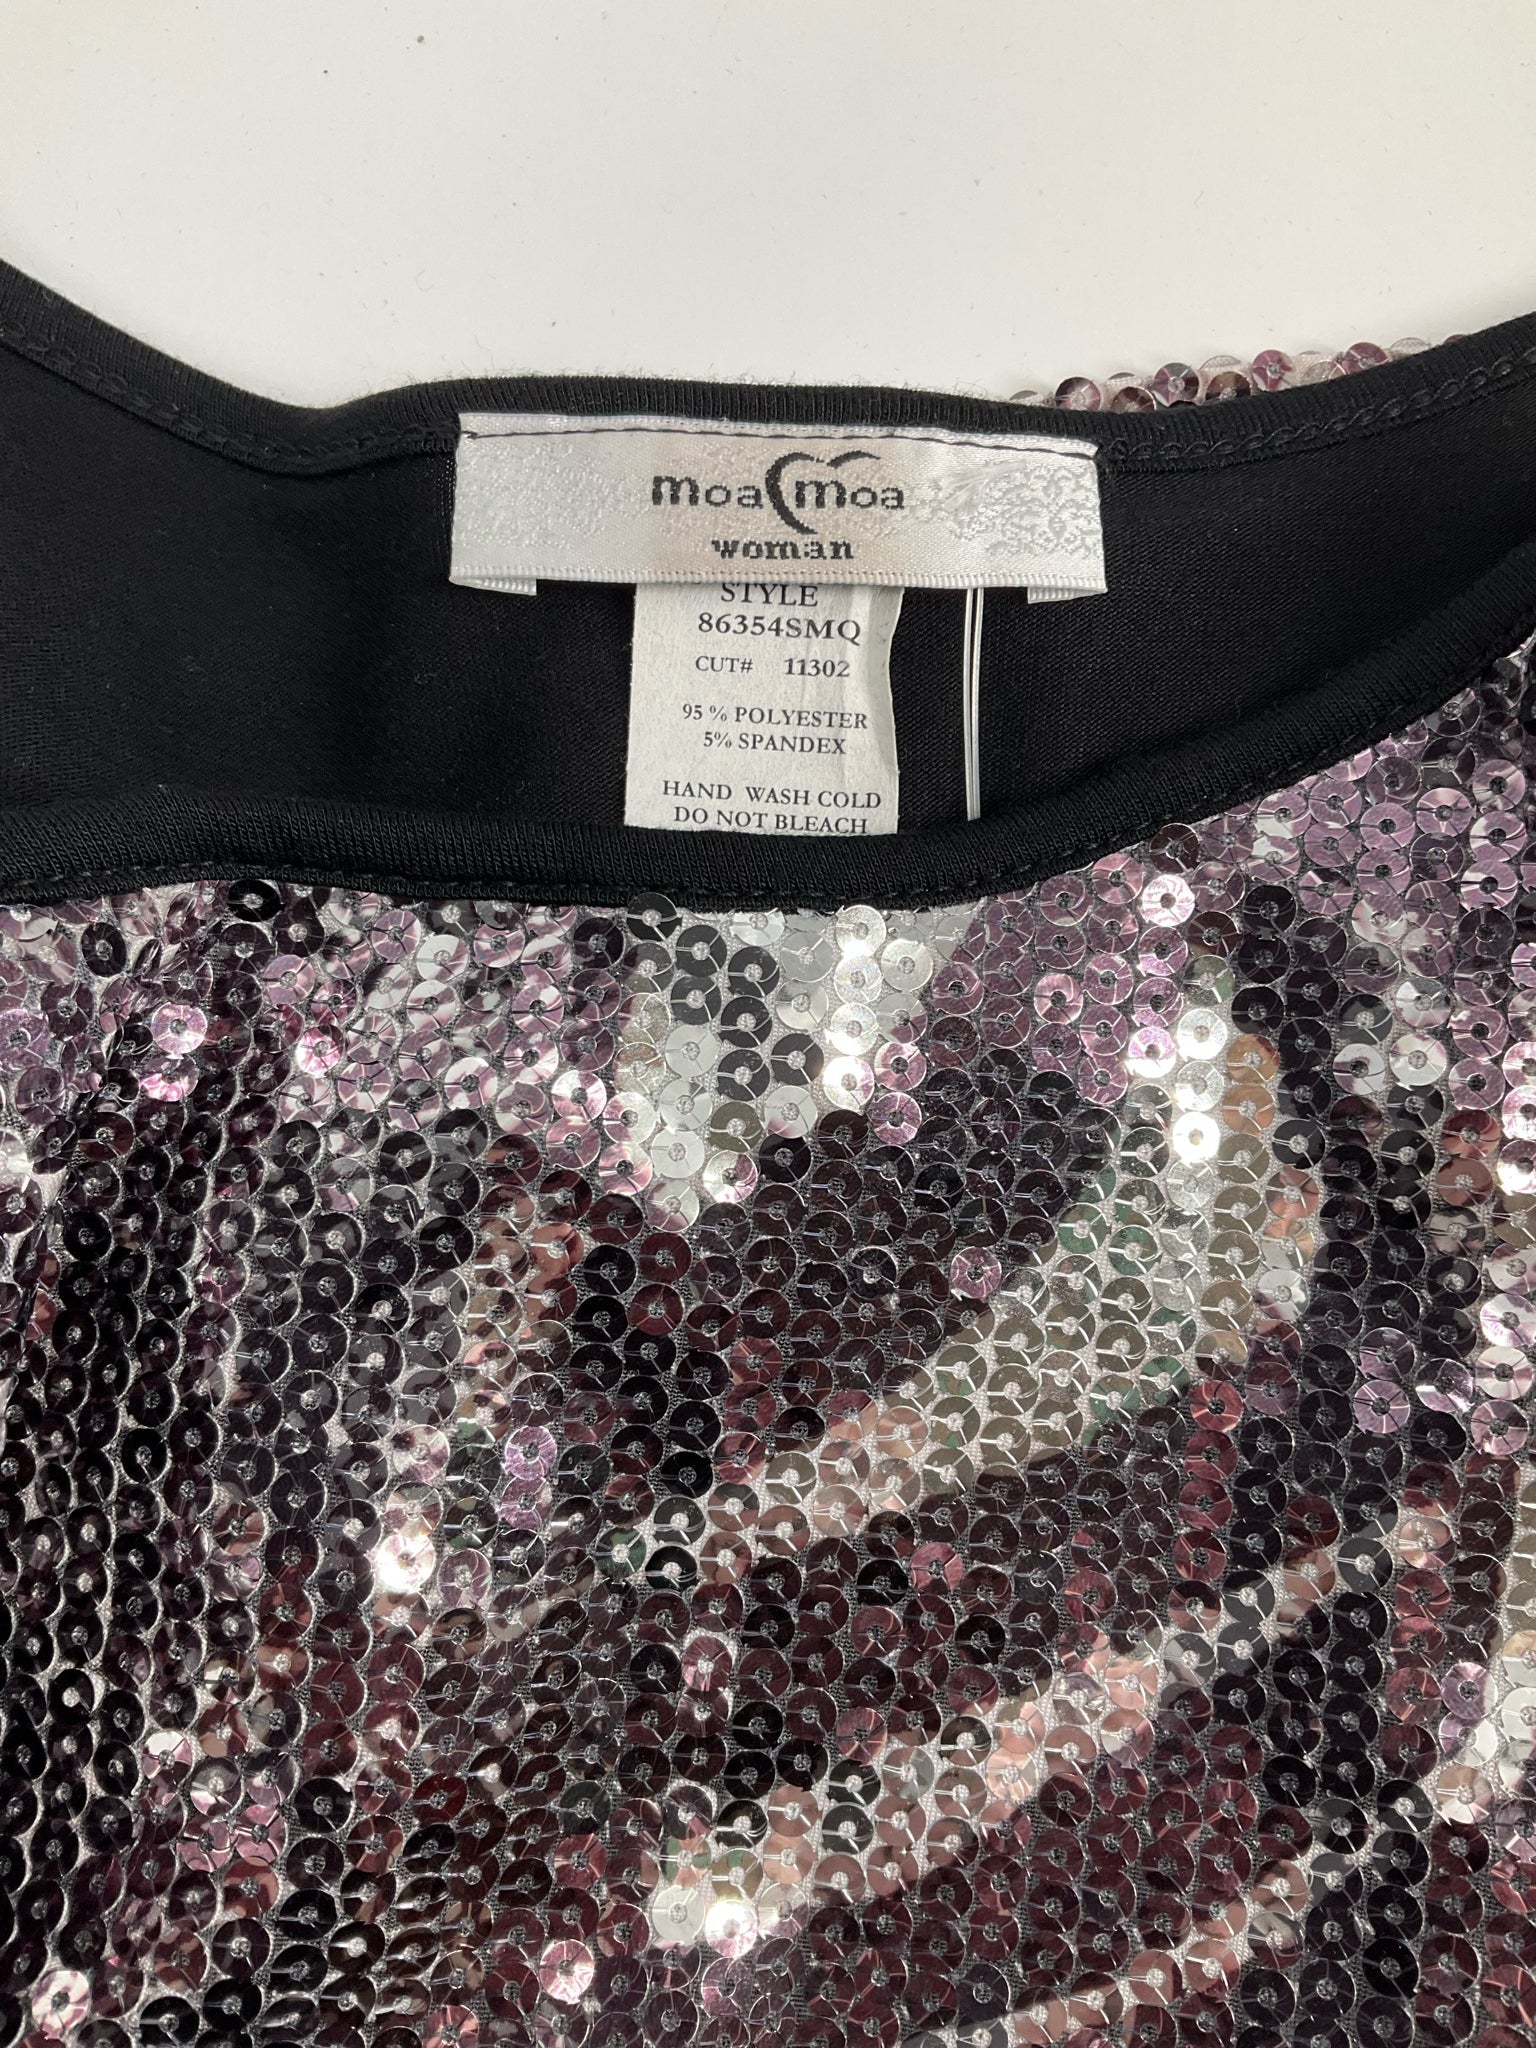 moa moa
woman
STYLE
86354SMQ
CUT# 11302
95 % POLYESTER
5% SPANDEX
HAND WASH COLD
DO NOT BLEACH